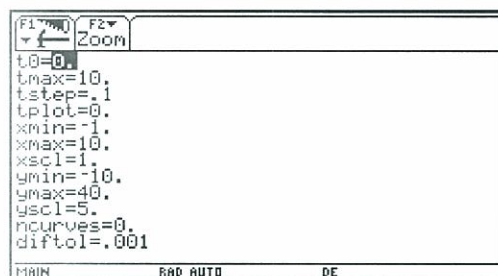 F1 F2▼
Zoom
t0=0.
tmax=10.
tstep=.1
tplot=0.
xmin=⁻1.
xmax=10.
xscl=1.
ymin=⁻10.
ymax=40.
yscl=5.
ncurves=0.
diftol=.001
MAIN RAD AUTO DE